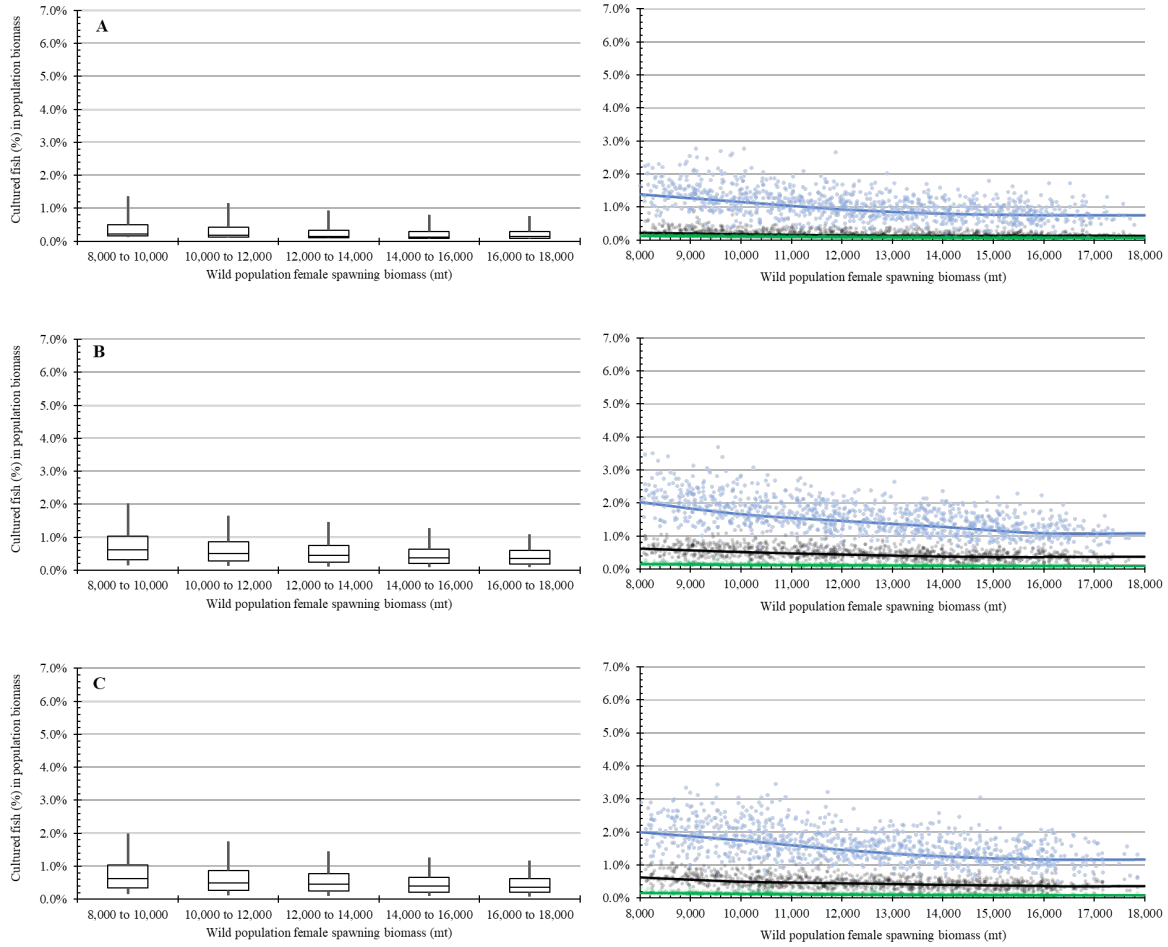 Cultured fish (%) in population biomass
A
7.0%
6.0%
5.0%
4.0%
3.0%
2.0%
1.0%
0.0%
8,000 to 10,000 10,000 to 12,000 12,000 to 14,000 14,000 to 16,000 16,000 to 18,000
Wild population female spawning biomass (mt)
7.0%
6.0%
5.0%
4.0%
3.0%
2.0%
1.0%
0.0%
8,000 9,000 10,000 11,000 12,000 13,000 14,000 15,000 16,000 17,000 18,000
Wild population female spawning biomass (mt)
Cultured fish (%) in population biomass
B
7.0%
6.0%
5.0%
4.0%
3.0%
2.0%
1.0%
0.0%
8,000 to 10,000 10,000 to 12,000 12,000 to 14,000 14,000 to 16,000 16,000 to 18,000
Wild population female spawning biomass (mt)
7.0%
6.0%
5.0%
4.0%
3.0%
2.0%
1.0%
0.0%
8,000 9,000 10,000 11,000 12,000 13,000 14,000 15,000 16,000 17,000 18,000
Wild population female spawning biomass (mt)
Cultured fish (%) in population biomass
C
7.0%
6.0%
5.0%
4.0%
3.0%
2.0%
1.0%
0.0%
8,000 to 10,000 10,000 to 12,000 12,000 to 14,000 14,000 to 16,000 16,000 to 18,000
Wild population female spawning biomass (mt)
7.0%
6.0%
5.0%
4.0%
3.0%
2.0%
1.0%
0.0%
8,000 9,000 10,000 11,000 12,000 13,000 14,000 15,000 16,000 17,000 18,000
Wild population female spawning biomass (mt)